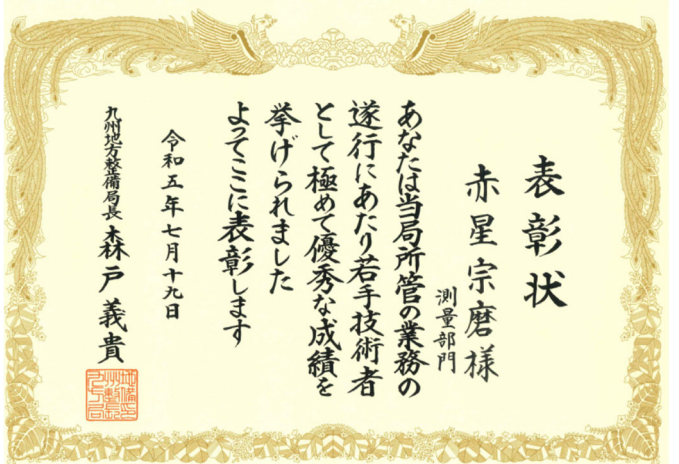 表彰状
赤星宗磨様
測量部門
あなたは当局所管の業務の
遂行にあたり若手技術者
として極めて優秀な成績を
挙げられました
よってここに表彰します
令和五年七月十九日
九州地方整備局長 森戸義貴